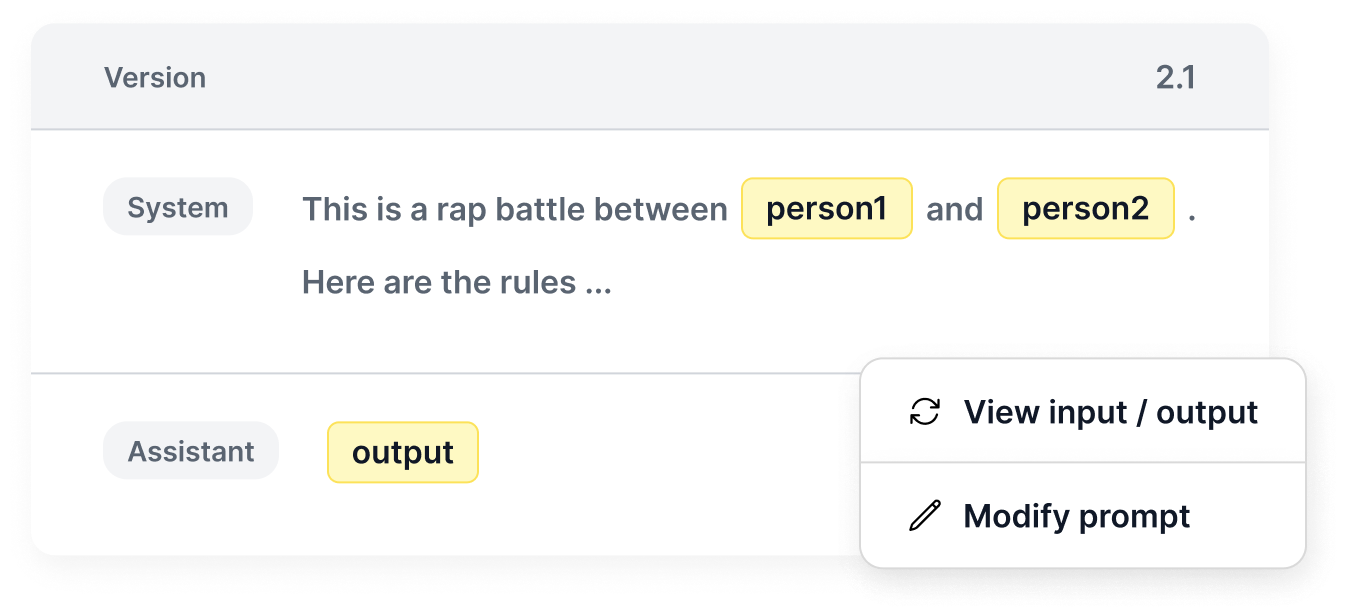 Version 2.1
System This is a rap battle between person1 and person2 .
Here are the rules ...
Assistant output
View input / output
Modify prompt